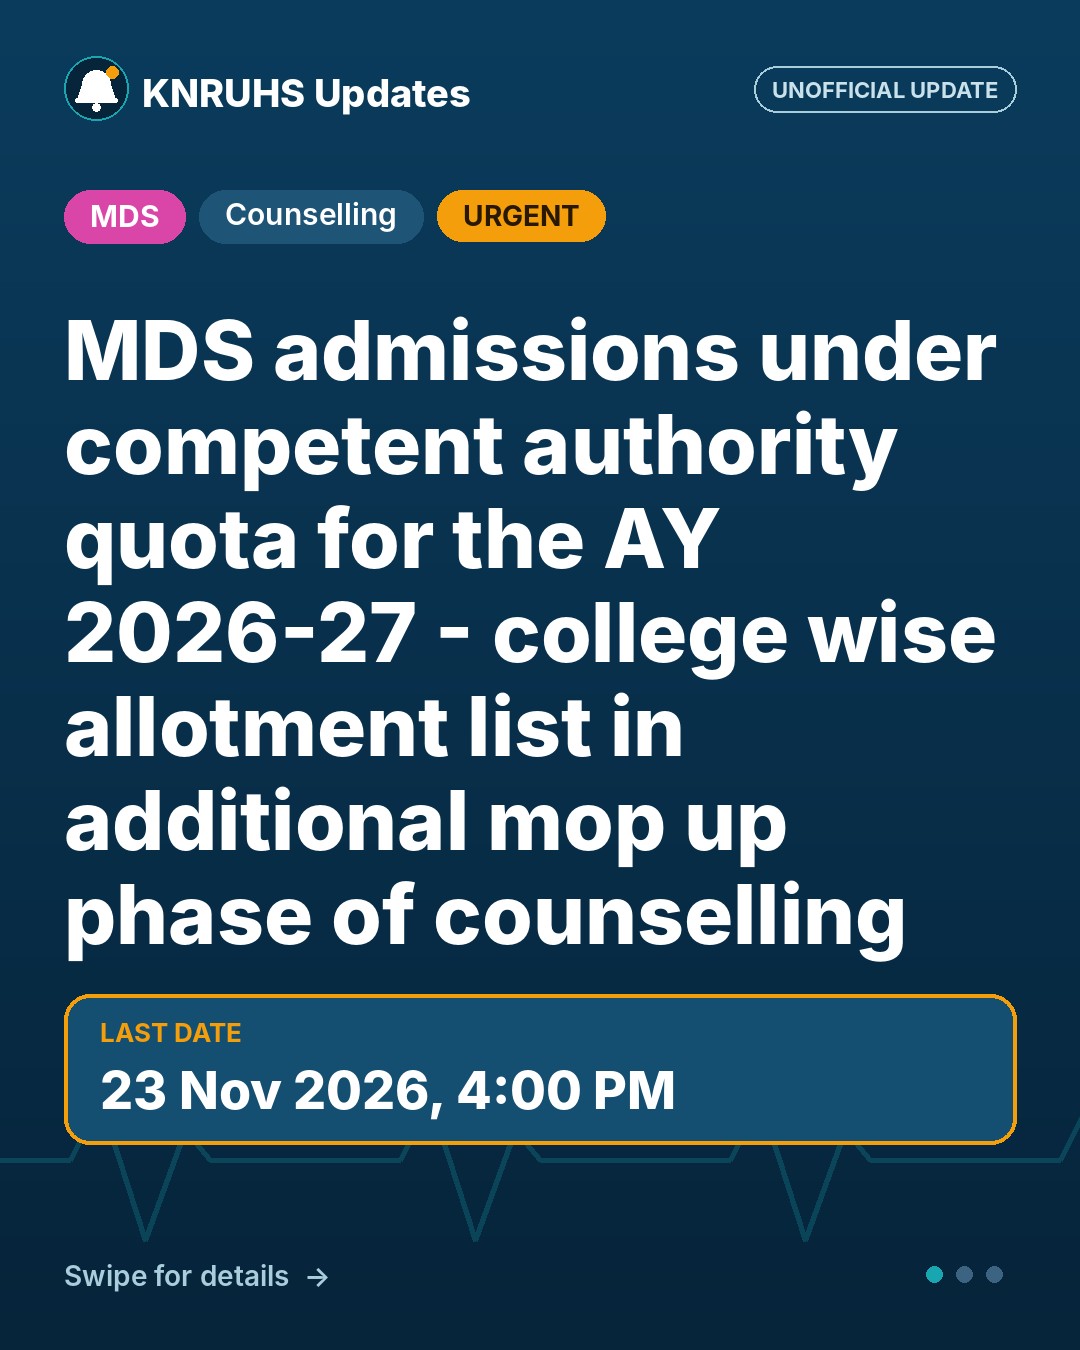 KNRUHS Updates
UNOFFICIAL UPDATE
MDS
Counselling
URGENT
MDS admissions under
competent authority
quota for the AY
2026-27 - college wise
allotment list in
additional mop up
phase of counselling
LAST DATE
23 Nov 2026, 4:00 PM
Swipe for details →